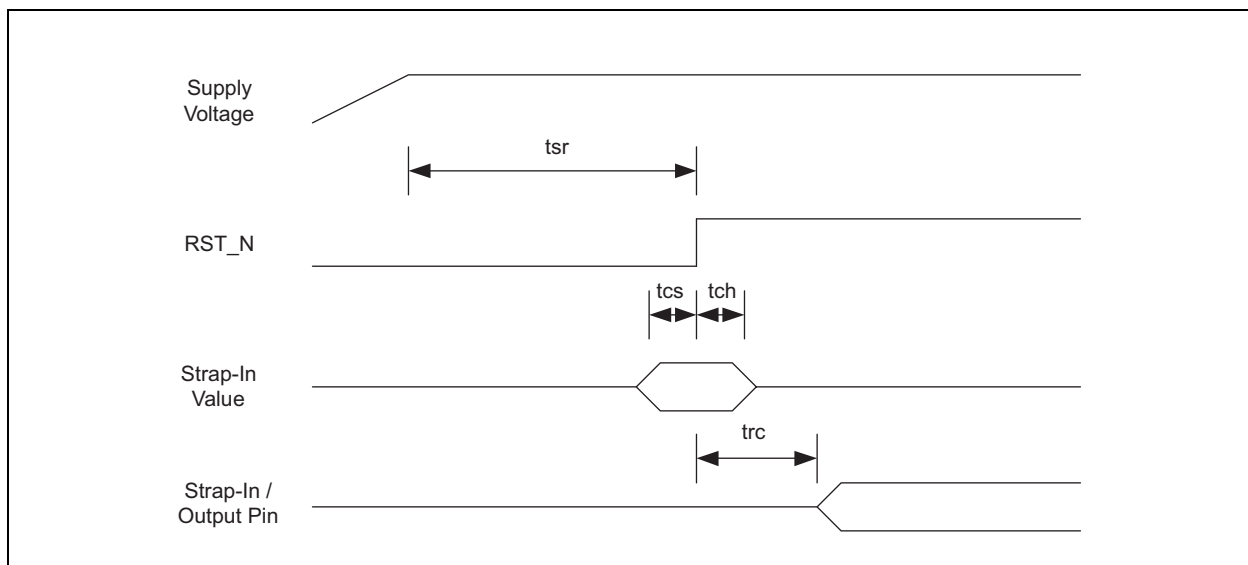 Supply
Voltage
tsr
RST_N
tcs
tch
Strap-In
Value
trc
Strap-In /
Output Pin